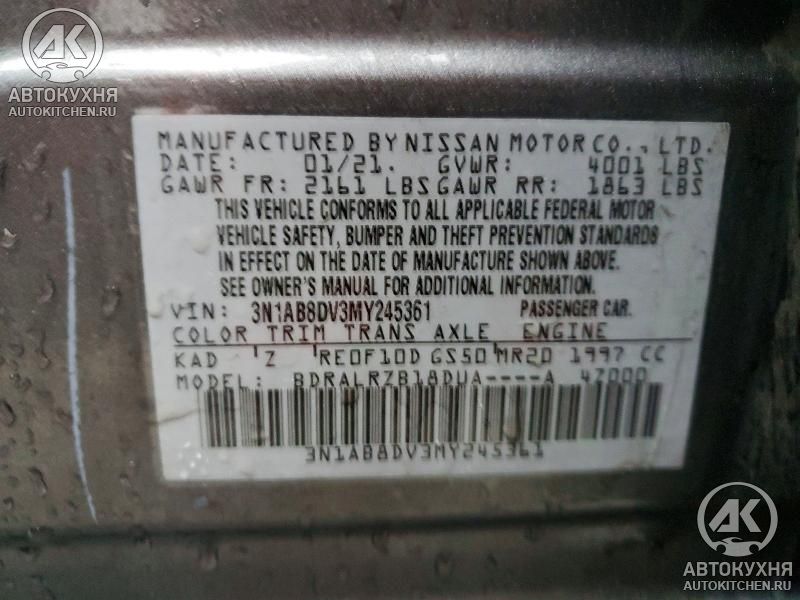 AK
АВТОКУХНЯ
AUTOKITCHEN.RU
MANUFACTURED BY NISSAN MOTOR CO., LTD.
DATE: 01/21. GVWR: 4001 LBS
GAWR FR: 2161 LBS GAWR RR: 1863 LBS
THIS VEHICLE CONFORMS TO ALL APPLICABLE FEDERAL MOTOR
VEHICLE SAFETY, BUMPER AND THEFT PREVENTION STANDARDS
IN EFFECT ON THE DATE OF MANUFACTURE SHOWN ABOVE.
SEE OWNER'S MANUAL FOR ADDITIONAL INFORMATION.
VIN: 3N1AB8DV3MY245361 PASSENGER CAR.
COLOR TRIM TRANS AXLE ENGINE
KAD Z RE0F10D GS50 MR20 1997 CC
MODEL: BDRALRZB18DUA----A 4Z000
3N1AB8DV3MY245361
AK
АВТОКУХНЯ
AUTOKITCHEN.RU